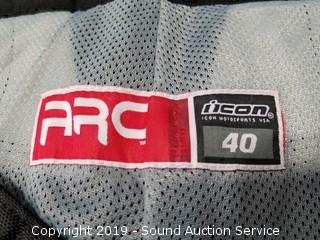 ARC
icon
ICON MOTORSPORTS USA
40
Copyright 2019 - Sound Auction Service